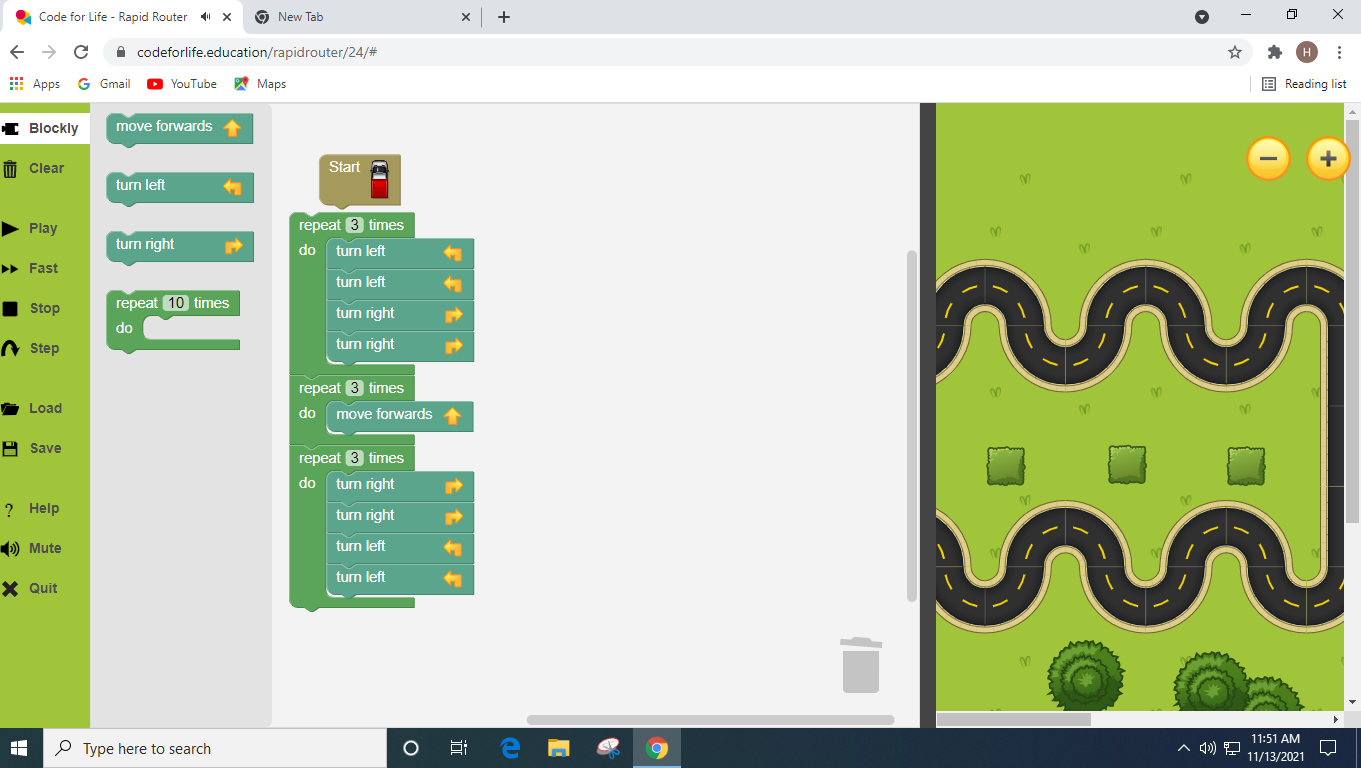 Code for Life - Rapid Router
New Tab
codeforlife.education/rapidrouter/24/#
H
Apps
Gmail
YouTube
Maps
Reading list
Blockly
Clear
Play
Fast
Stop
Step
Load
Save
? Help
Mute
Quit
move forwards
turn left
turn right
repeat 10 times
do
Start
repeat 3 times
do turn left
turn left
turn right
turn right
repeat 3 times
do move forwards
repeat 3 times
do turn right
turn right
turn left
turn left
Type here to search
11:51 AM
11/13/2021